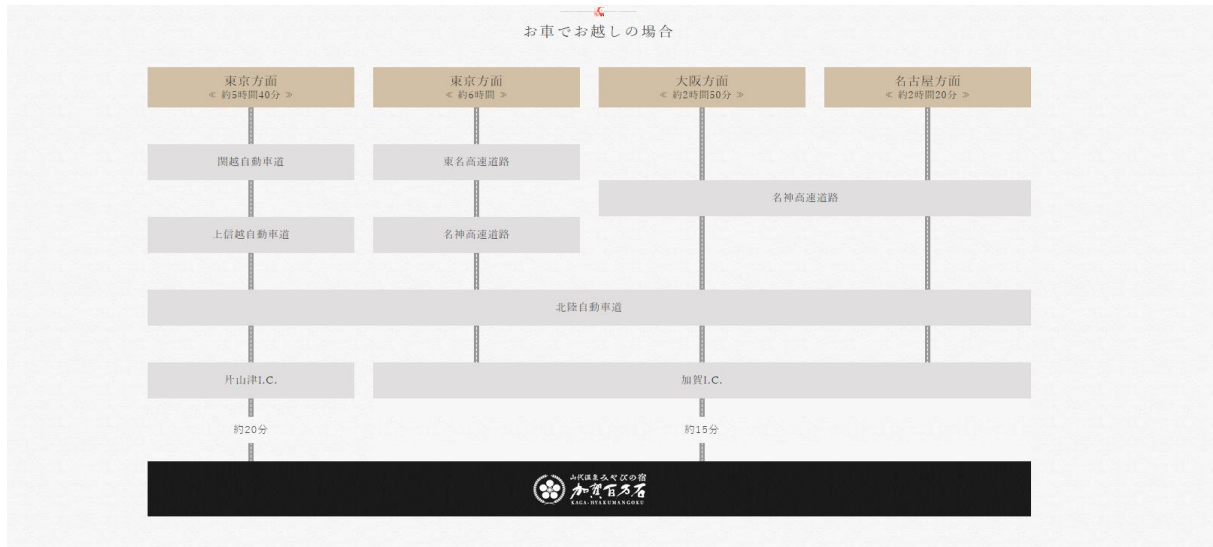 お車でお越しの場合
東京方面
≪ 約5時間40分 ≫
東京方面
≪ 約6時間 ≫
大阪方面
≪ 約2時間50分 ≫
名古屋方面
≪ 約2時間20分 ≫
関越自動車道
東名高速道路
名神高速道路
上信越自動車道
名神高速道路
北陸自動車道
片山津I.C.
加賀I.C.
約20分
約15分
山代温泉みやびの宿
加賀百万石
KAGA-HYAKUMANGOKU